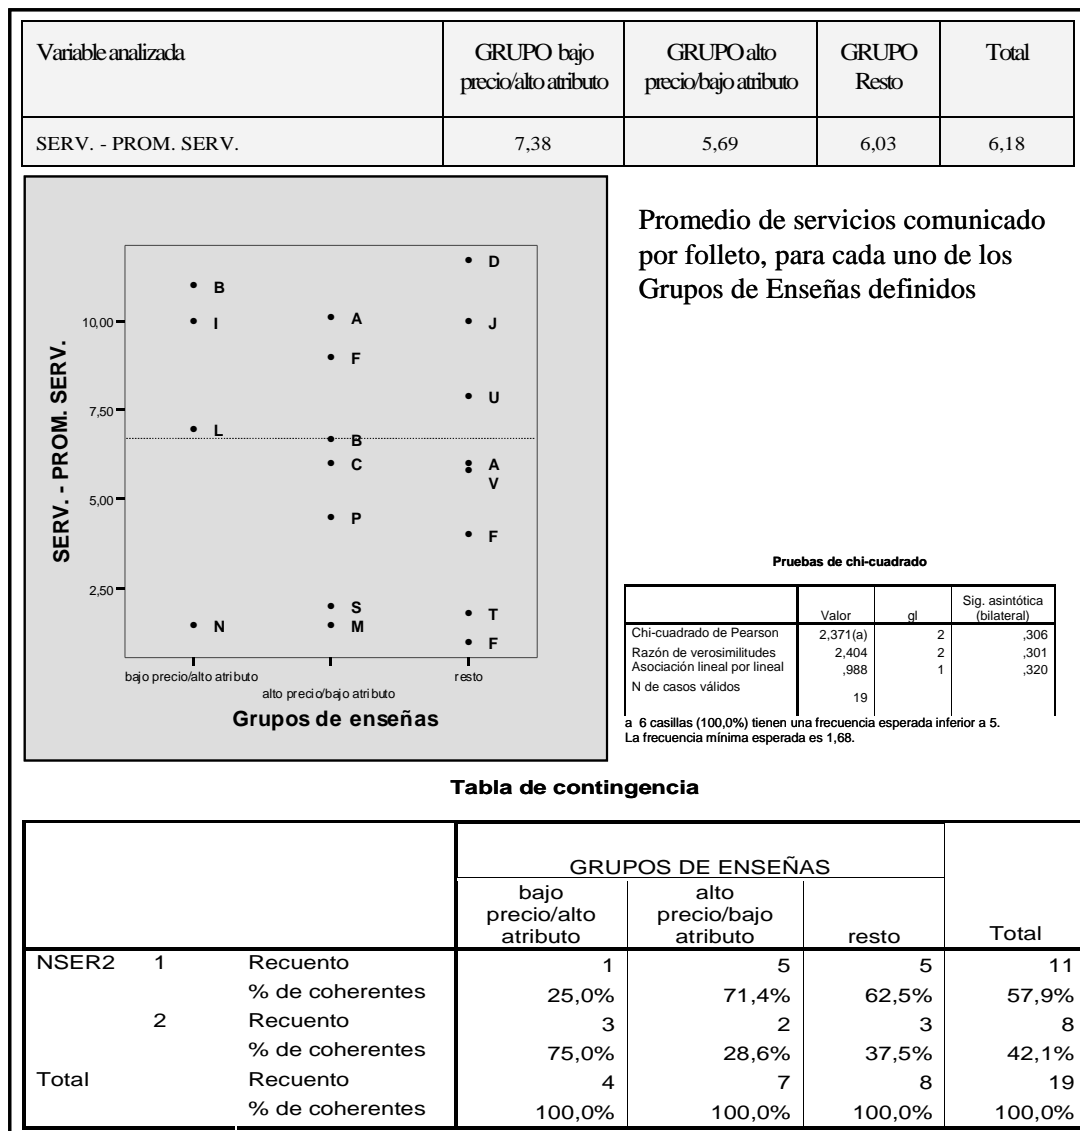 Variable analizada GRUPO bajo precio/alto atributo GRUPO alto precio/bajo atributo GRUPO Resto Total
SERV. - PROM. SERV. 7,38 5,69 6,03 6,18
Promedio de servicios comunicado
por folleto, para cada uno de los
Grupos de Enseñas definidos
SERV. - PROM. SERV.
10,00
7,50
5,00
2,50
B
I
L
N
A
F
B
C
P
S
M
D
J
U
A
V
F
T
F
bajo precio/alto atributo
alto precio/bajo atributo
resto
Grupos de enseñas
Pruebas de chi-cuadrado
Valor gl Sig. asintótica (bilateral)
Chi-cuadrado de Pearson 2,371(a) 2 ,306
Razón de verosimilitudes 2,404 2 ,301
Asociación lineal por lineal ,988 1 ,320
N de casos válidos 19
a 6 casillas (100,0%) tienen una frecuencia esperada inferior a 5.
La frecuencia mínima esperada es 1,68.
Tabla de contingencia
GRUPOS DE ENSEÑAS
bajo precio/alto atributo alto precio/bajo atributo resto Total
NSER2 1 Recuento 1 5 5 11
% de coherentes 25,0% 71,4% 62,5% 57,9%
2 Recuento 3 2 3 8
% de coherentes 75,0% 28,6% 37,5% 42,1%
Total Recuento 4 7 8 19
% de coherentes 100,0% 100,0% 100,0% 100,0%